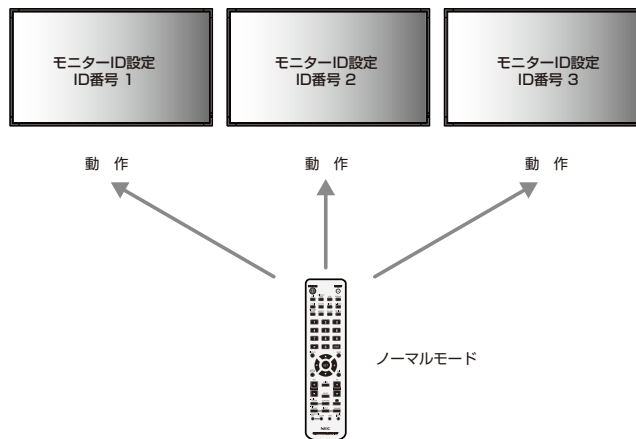 モニターID設定
ID番号 1
モニターID設定
ID番号 2
モニターID設定
ID番号 3
動　作
動　作
動　作
ノーマルモード
NEC